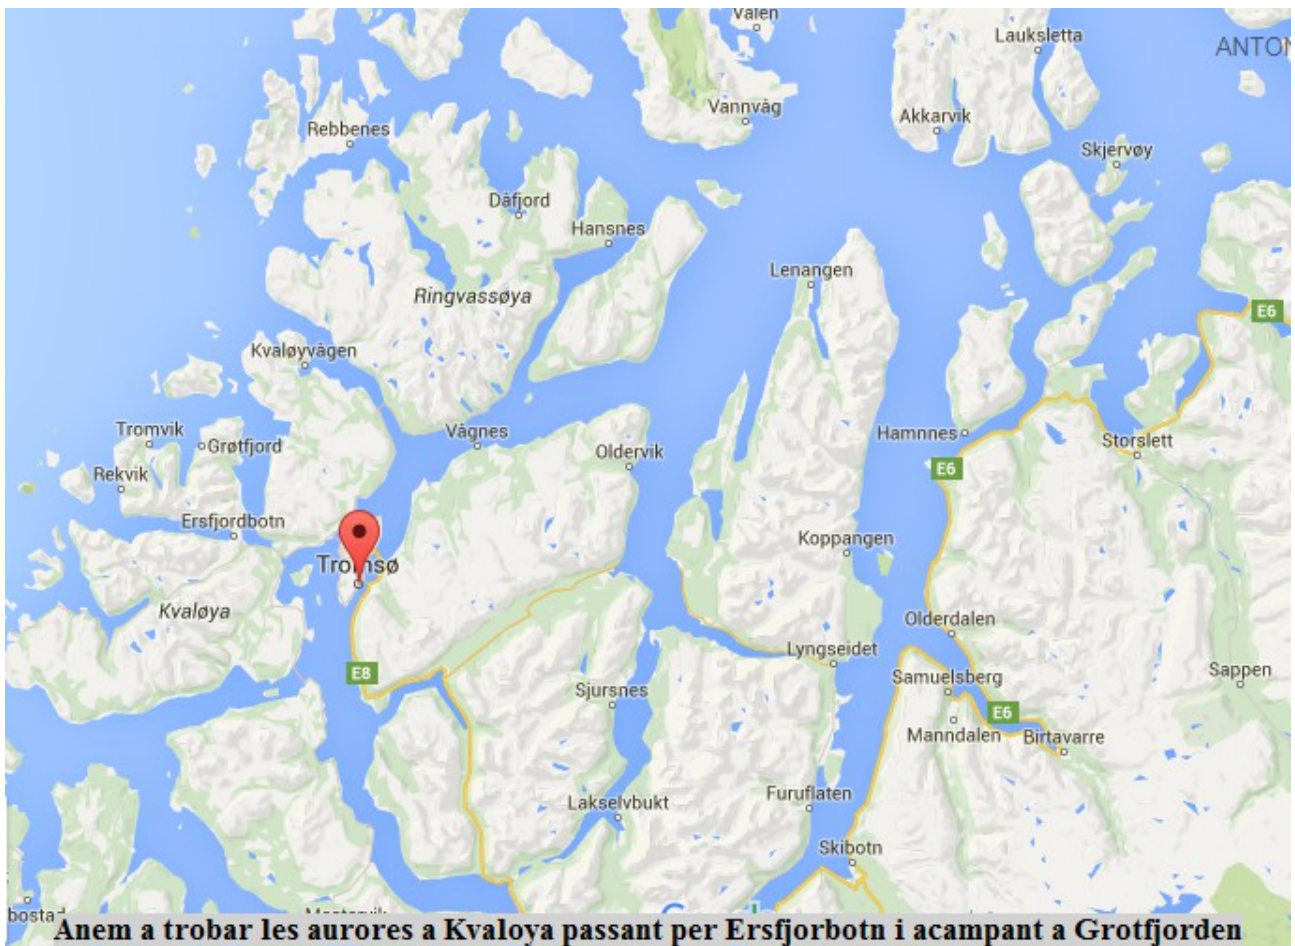 Valen
Lauksletta
ANTON
Vannvåg
Akkarvik
Rebbenes
Skjervøy
Dåfjord
Hansnes
Lenangen
Ringvassøya
E6
Kvaløyvågen
Tromvik
Grøtfjord
Vågnes
Hamnnes
Storslett
Oldervik
E6
Rekvik
Ersfjordbotn
Koppangen
Tromsø
Kvaløya
Olderdalen
Lyngseidet
E8
Samuelsberg
Sappen
Sjursnes
E6
Manndalen
Birtavarre
Lakselvbukt
Furuflaten
Skibotn
bostad
Anem a trobar les aurores a Kvaloya passant per Ersfjorbotn i acampant a Grotfjorden